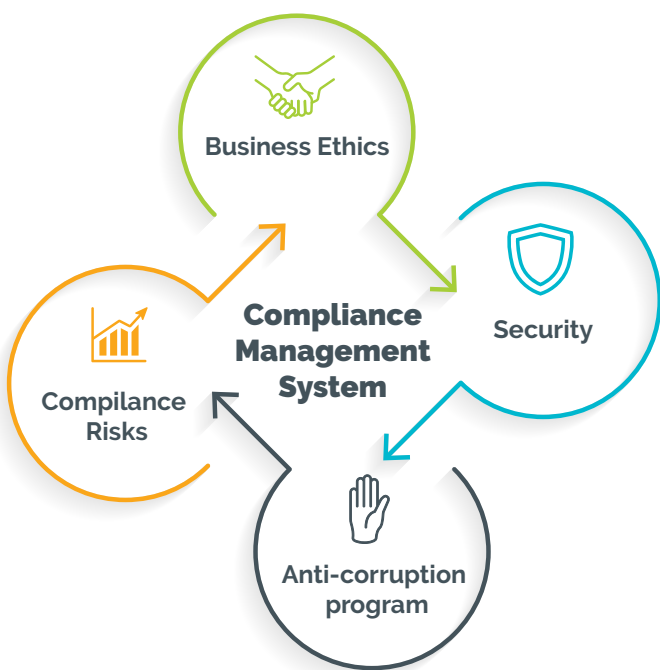 Business Ethics
Security
Compliance
Management
System
Compilance
Risks
Anti-corruption
program